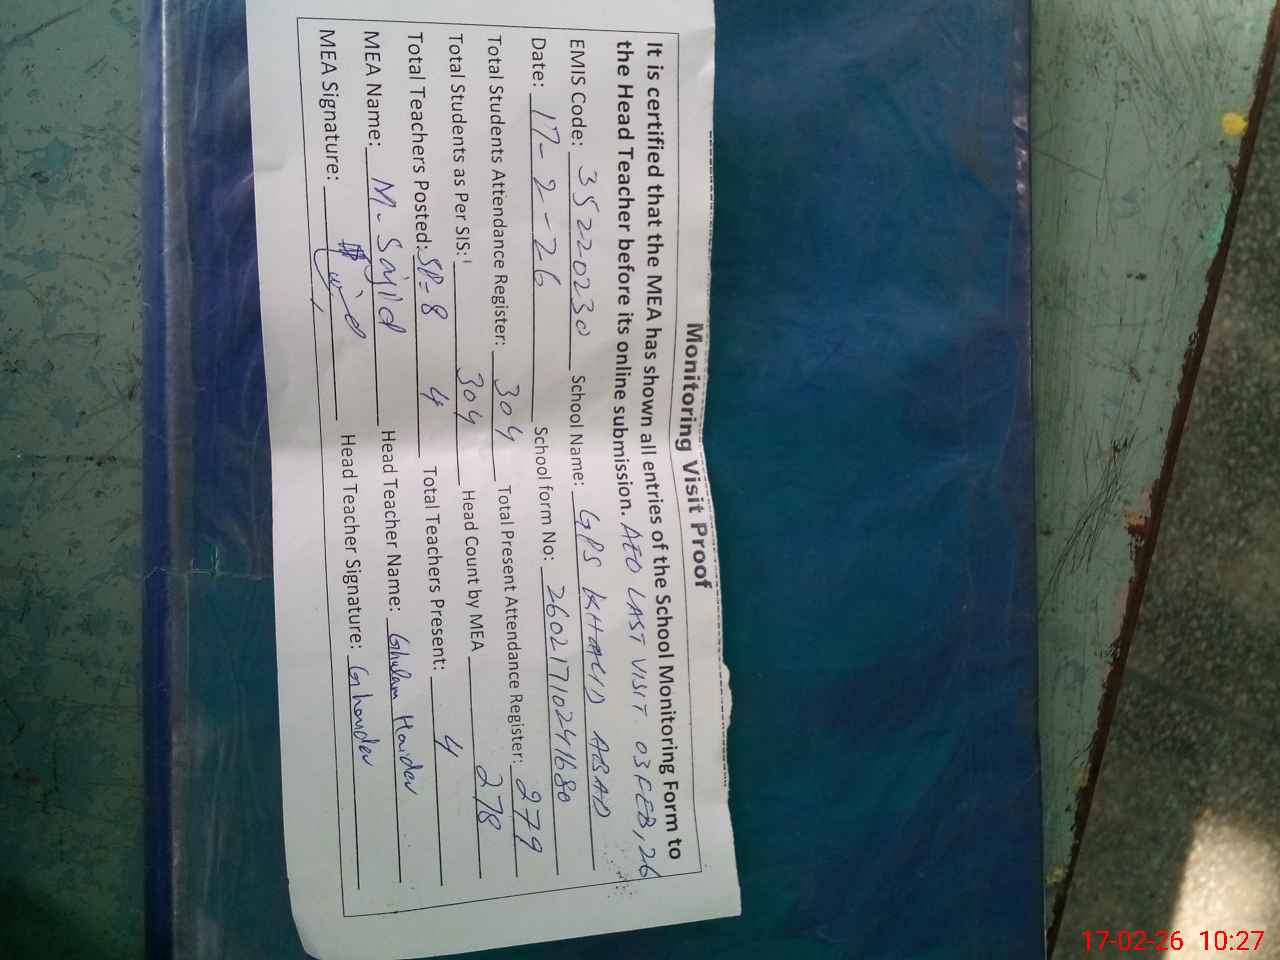 Monitoring Visit Proof
It is certified that the MEA has shown all entries of the School Monitoring Form to
the Head Teacher before its online submission. AEO LAST VISIT. 03 FEB, 26
EMIS Code: 35220230 School Name: GPS KHALID ABAD
Date: 17-2-26 School form No: 26021710241680
Total Students Attendance Register: 304 Total Present Attendance Register: 279
Total Students as Per SIS: 304 Head Count by MEA 278
Total Teachers Posted: SP-8 4 Total Teachers Present: 4
MEA Name: M-Sajid Head Teacher Name: Ghulam Haider
MEA Signature: Head Teacher Signature: Ghaider
17-02-26 10:27